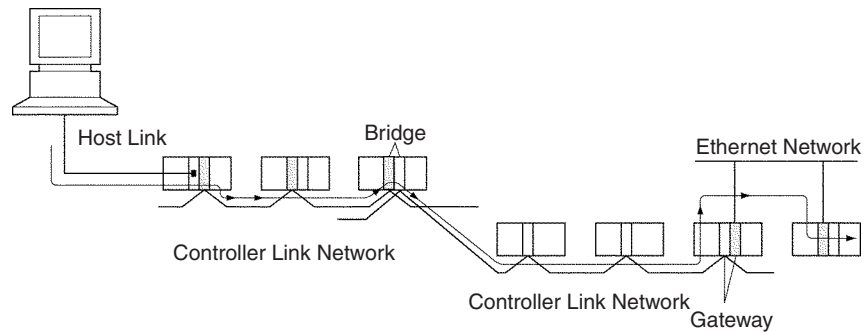 Host Link
Bridge
Ethernet Network
Controller Link Network
Controller Link Network
Gateway